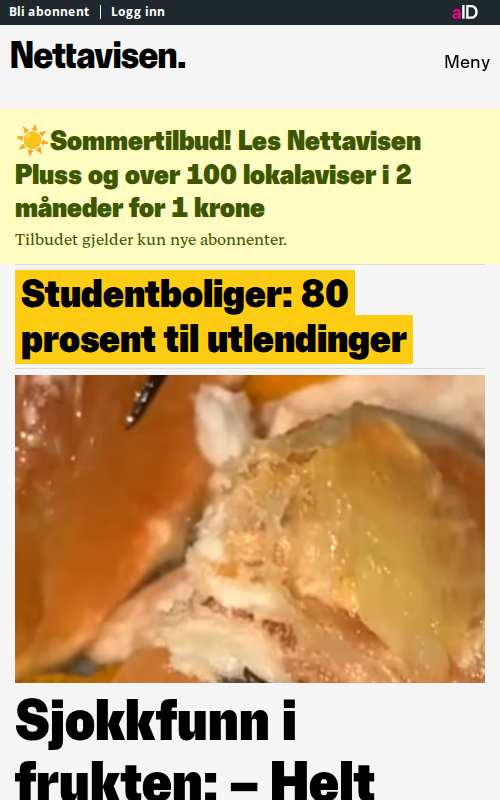 Bli abonnent | Logg inn
aID
Nettavisen.
Meny
☀️Sommertilbud! Les Nettavisen
Pluss og over 100 lokalaviser i 2
måneder for 1 krone
Tilbudet gjelder kun nye abonnenter.
Studentboliger: 80
prosent til utlendinger
Sjokkfunn i
frukten: – Helt